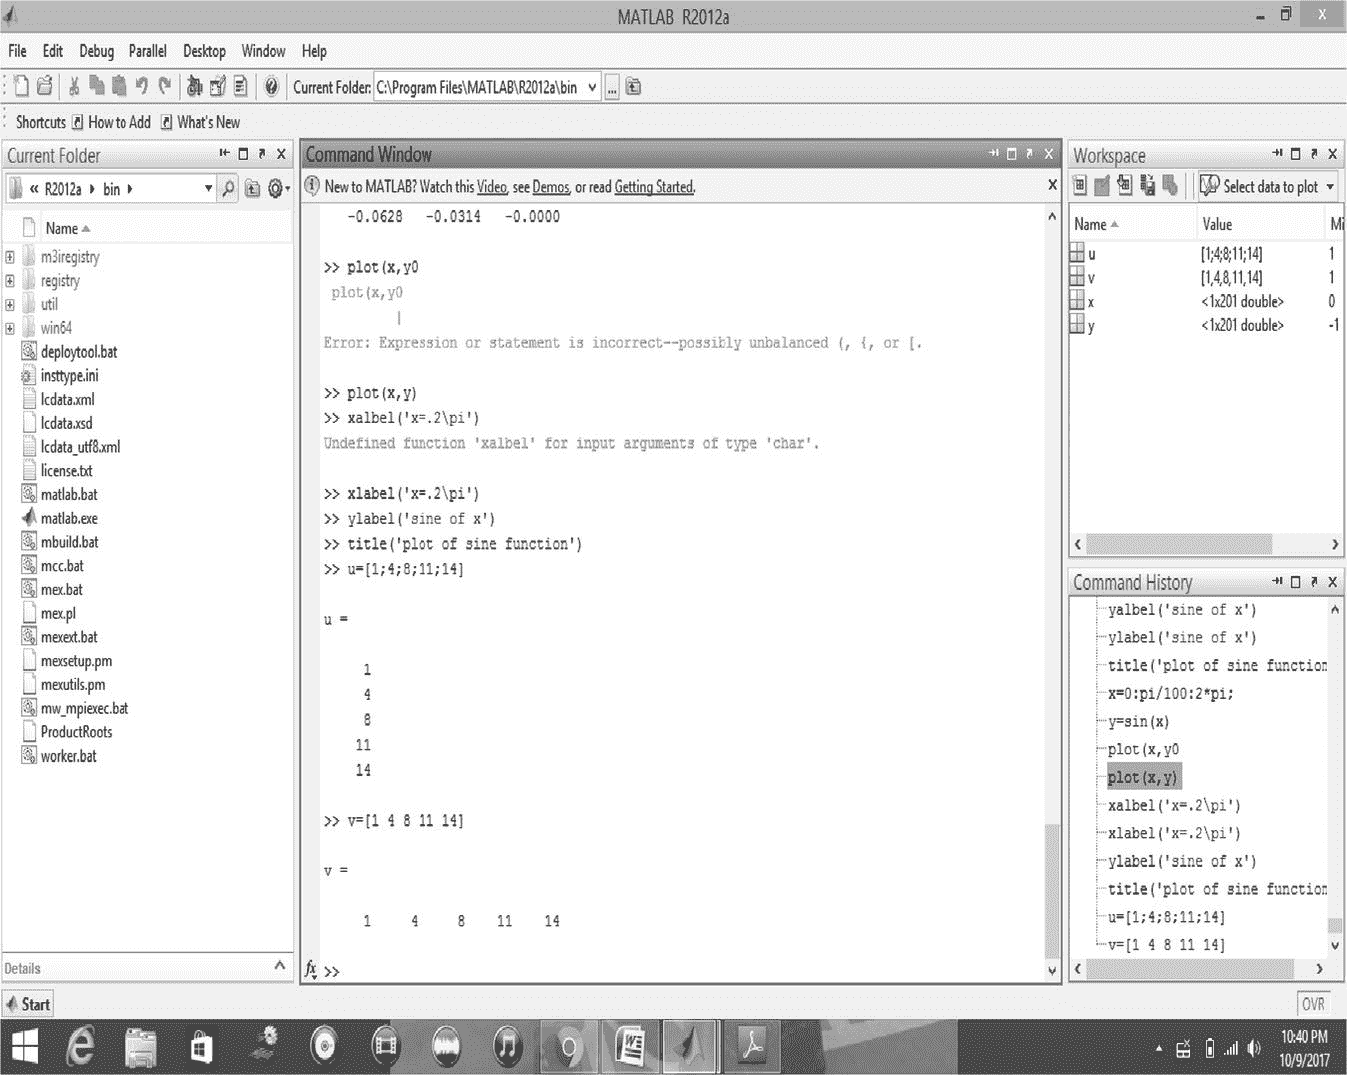 MATLAB R2012a
File Edit Debug Parallel Desktop Window Help
Current Folder: C:\Program Files\MATLAB\R2012a\bin ...
Shortcuts How to Add What's New
Current Folder
« R2012a bin
Name
m3iregistry
registry
util
win64
deploytool.bat
insttype.ini
lcdata.xml
lcdata.xsd
lcdata_utf8.xml
license.txt
matlab.bat
matlab.exe
mbuild.bat
mcc.bat
mex.bat
mex.pl
mexext.bat
mexsetup.pm
mexutils.pm
mw_mpiexec.bat
ProductRoots
worker.bat
Details
Command Window
New to MATLAB? Watch this Video, see Demos, or read Getting Started.
-0.0628 -0.0314 -0.0000
>> plot(x,y0
plot(x,y0
|
Error: Expression or statement is incorrect--possibly unbalanced (, {, or [.
>> plot(x,y)
>> xalbel('x=.2\pi')
Undefined function 'xalbel' for input arguments of type 'char'.
>> xlabel('x=.2\pi')
>> ylabel('sine of x')
>> title('plot of sine function')
>> u=[1;4;8;11;14]
u =
1
4
8
11
14
>> v=[1 4 8 11 14]
v =
1 4 8 11 14
fx >>
Workspace
Select data to plot
Name Value Mi
u [1;4;8;11;14] 1
v [1,4,8,11,14] 1
x <1x201 double> 0
y <1x201 double> -1
Command History
yalbel('sine of x')
ylabel('sine of x')
title('plot of sine function
x=0:pi/100:2*pi;
y=sin(x)
plot(x,y0
plot(x,y)
xalbel('x=.2\pi')
xlabel('x=.2\pi')
ylabel('sine of x')
title('plot of sine function
u=[1;4;8;11;14]
v=[1 4 8 11 14]
Start
OVR
10:40 PM
10/9/2017